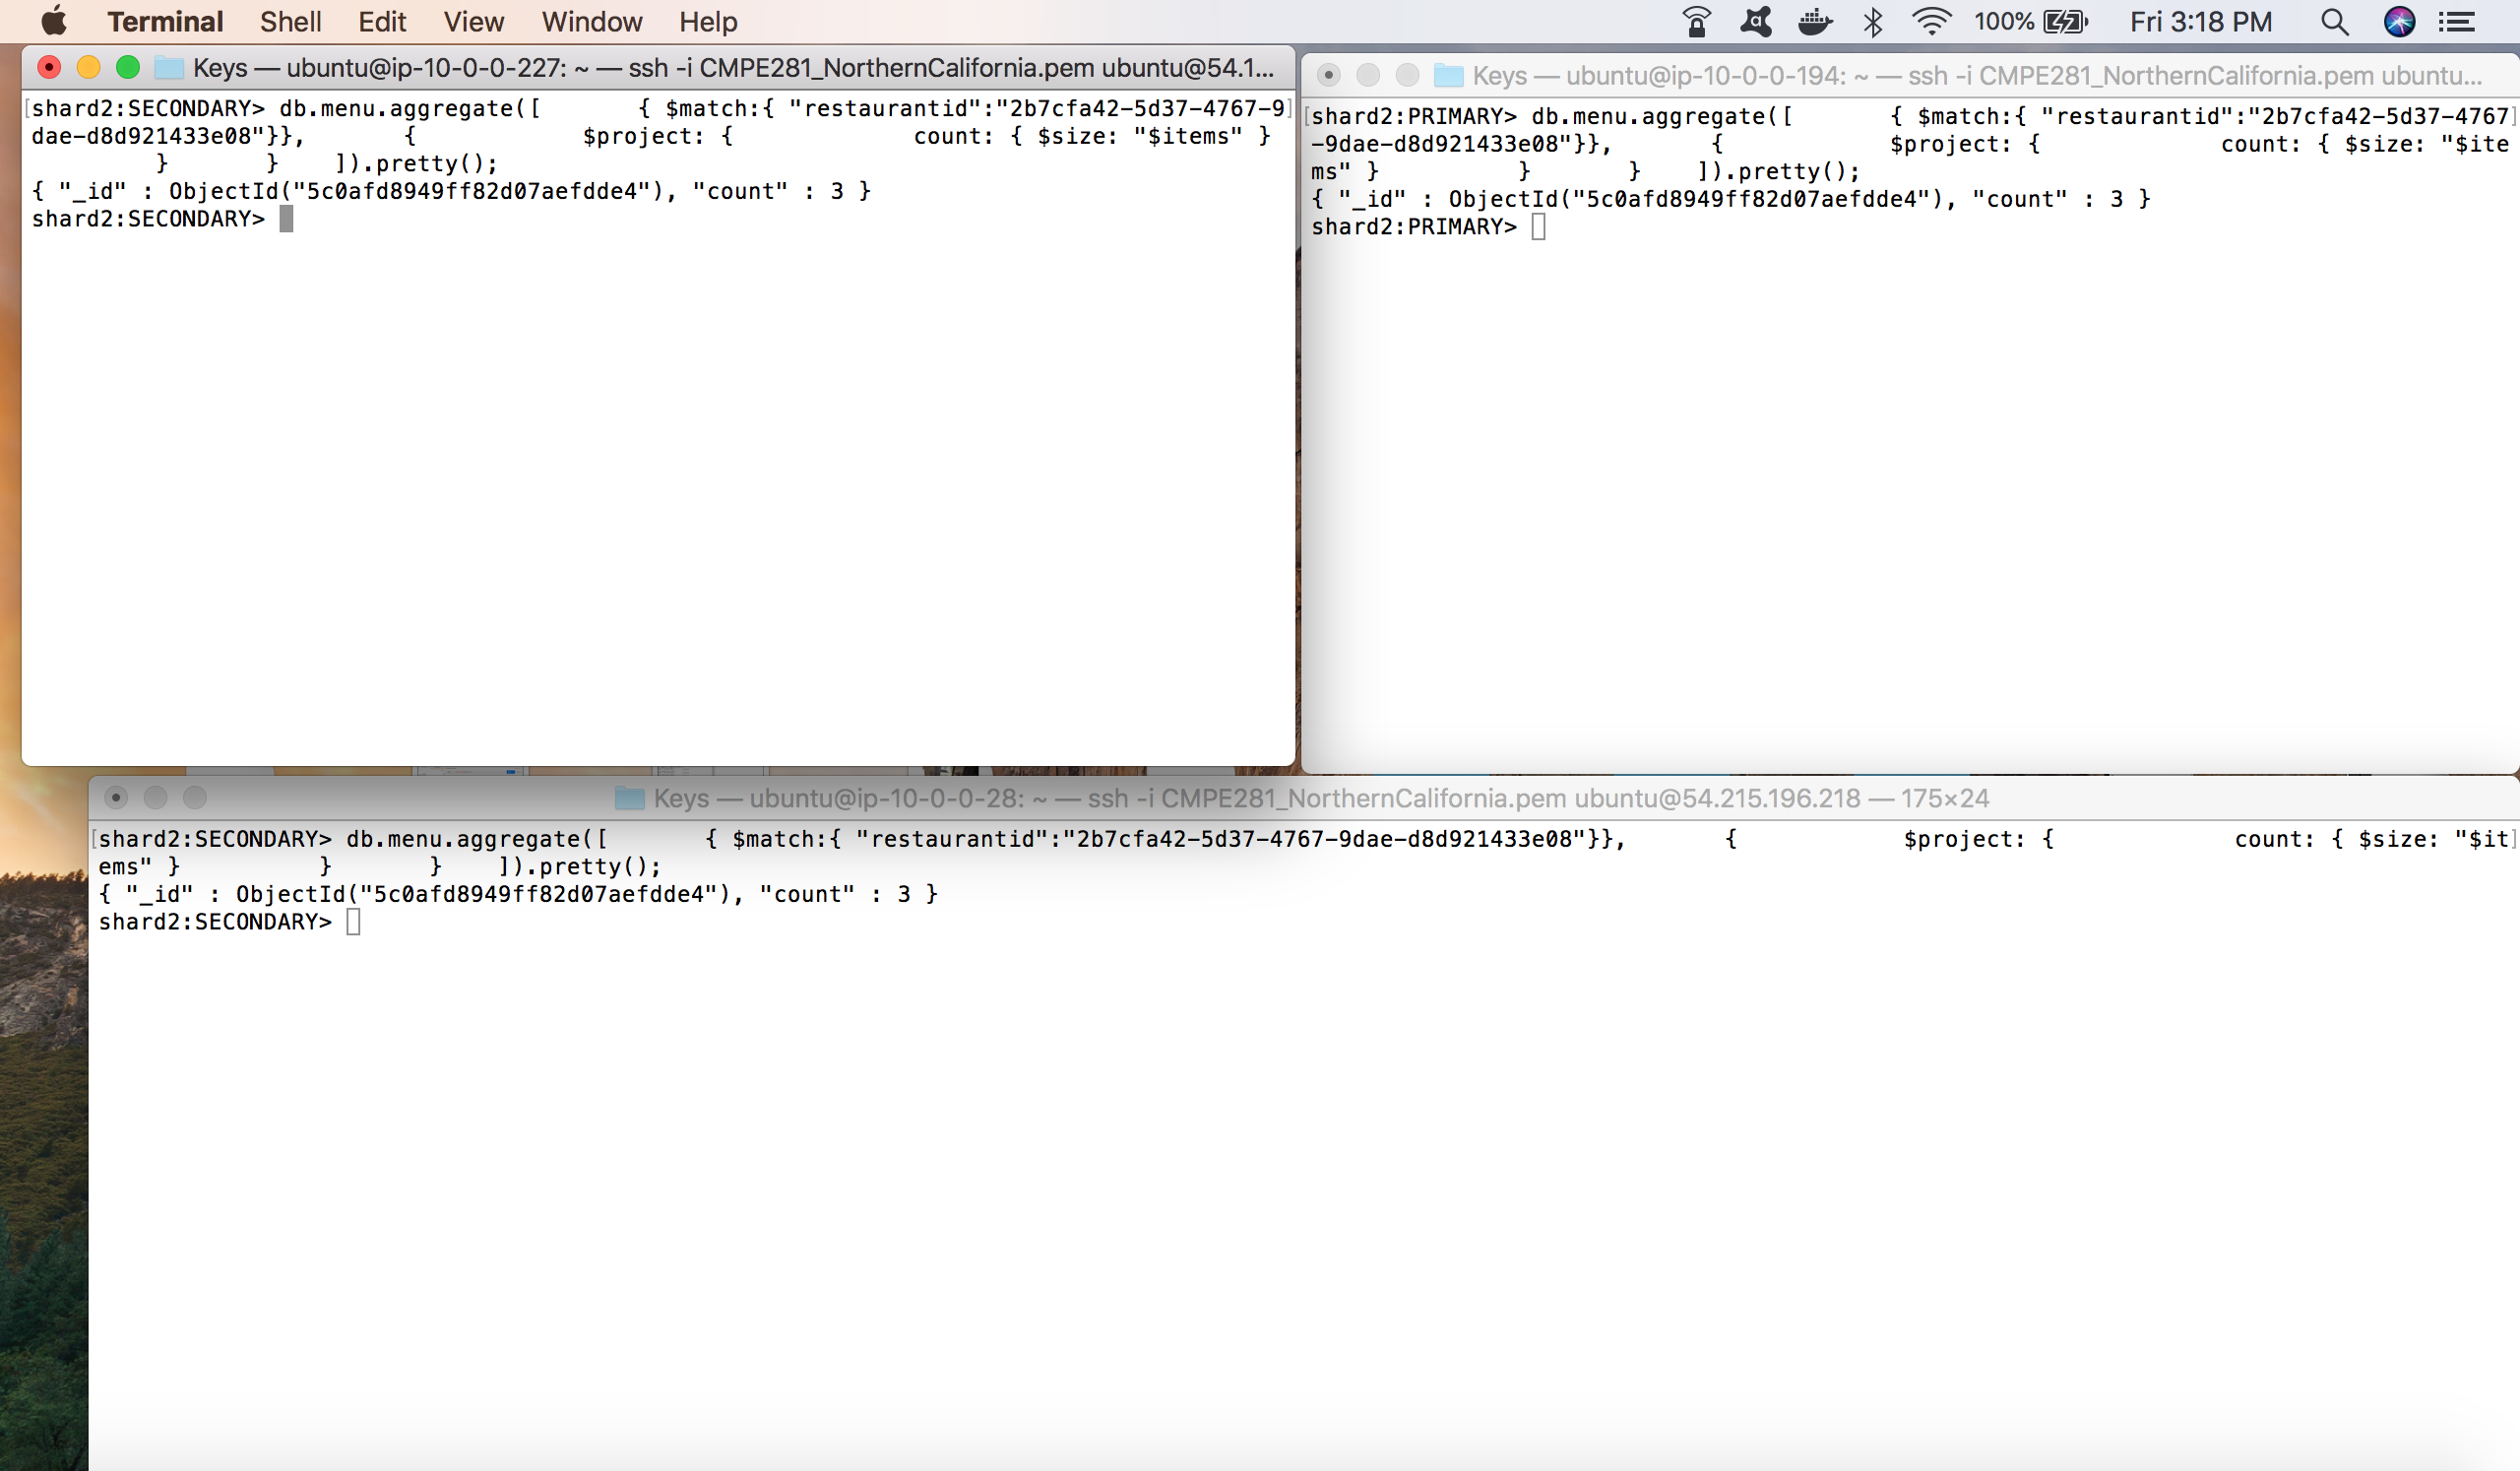 Terminal Shell Edit View Window Help 100% Fri 3:18 PM
Keys — ubuntu@ip-10-0-0-227: ~ — ssh -i CMPE281_NorthernCalifornia.pem ubuntu@54.1...
[shard2:SECONDARY> db.menu.aggregate([       { $match:{ "restaurantid":"2b7cfa42-5d37-4767-9]
dae-d8d921433e08"}},       {            $project: {             count: { $size: "$items" }
         }       }    ]).pretty();
{ "_id" : ObjectId("5c0afd8949ff82d07aefdde4"), "count" : 3 }
shard2:SECONDARY>
Keys — ubuntu@ip-10-0-0-194: ~ — ssh -i CMPE281_NorthernCalifornia.pem ubuntu...
[shard2:PRIMARY> db.menu.aggregate([       { $match:{ "restaurantid":"2b7cfa42-5d37-4767]
-9dae-d8d921433e08"}},       {            $project: {             count: { $size: "$ite
ms" }          }       }    ]).pretty();
{ "_id" : ObjectId("5c0afd8949ff82d07aefdde4"), "count" : 3 }
shard2:PRIMARY>
Keys — ubuntu@ip-10-0-0-28: ~ — ssh -i CMPE281_NorthernCalifornia.pem ubuntu@54.215.196.218 — 175×24
[shard2:SECONDARY> db.menu.aggregate([       { $match:{ "restaurantid":"2b7cfa42-5d37-4767-9dae-d8d921433e08"}},       {            $project: {             count: { $size: "$it]
ems" }          }       }    ]).pretty();
{ "_id" : ObjectId("5c0afd8949ff82d07aefdde4"), "count" : 3 }
shard2:SECONDARY>